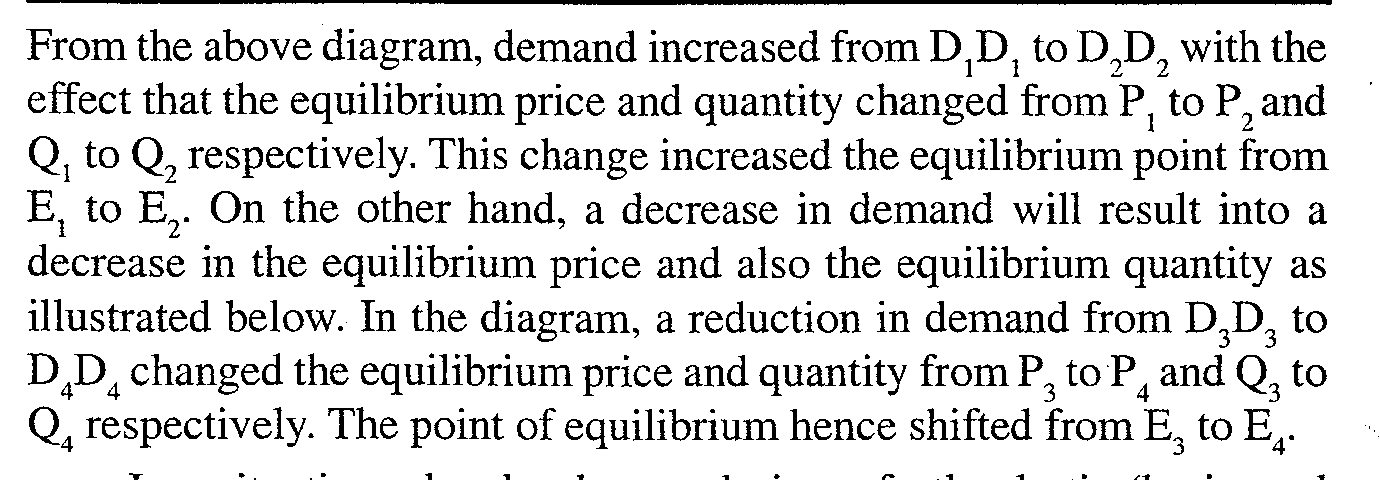 From the above diagram, demand increased from D₁D₁ to D₂D₂ with the
effect that the equilibrium price and quantity changed from P₁ to P₂ and
Q₁ to Q₂ respectively. This change increased the equilibrium point from
E₁ to E₂. On the other hand, a decrease in demand will result into a
decrease in the equilibrium price and also the equilibrium quantity as
illustrated below. In the diagram, a reduction in demand from D₃D₃ to
D₄D₄ changed the equilibrium price and quantity from P₃ to P₄ and Q₃ to
Q₄ respectively. The point of equilibrium hence shifted from E₃ to E₄.